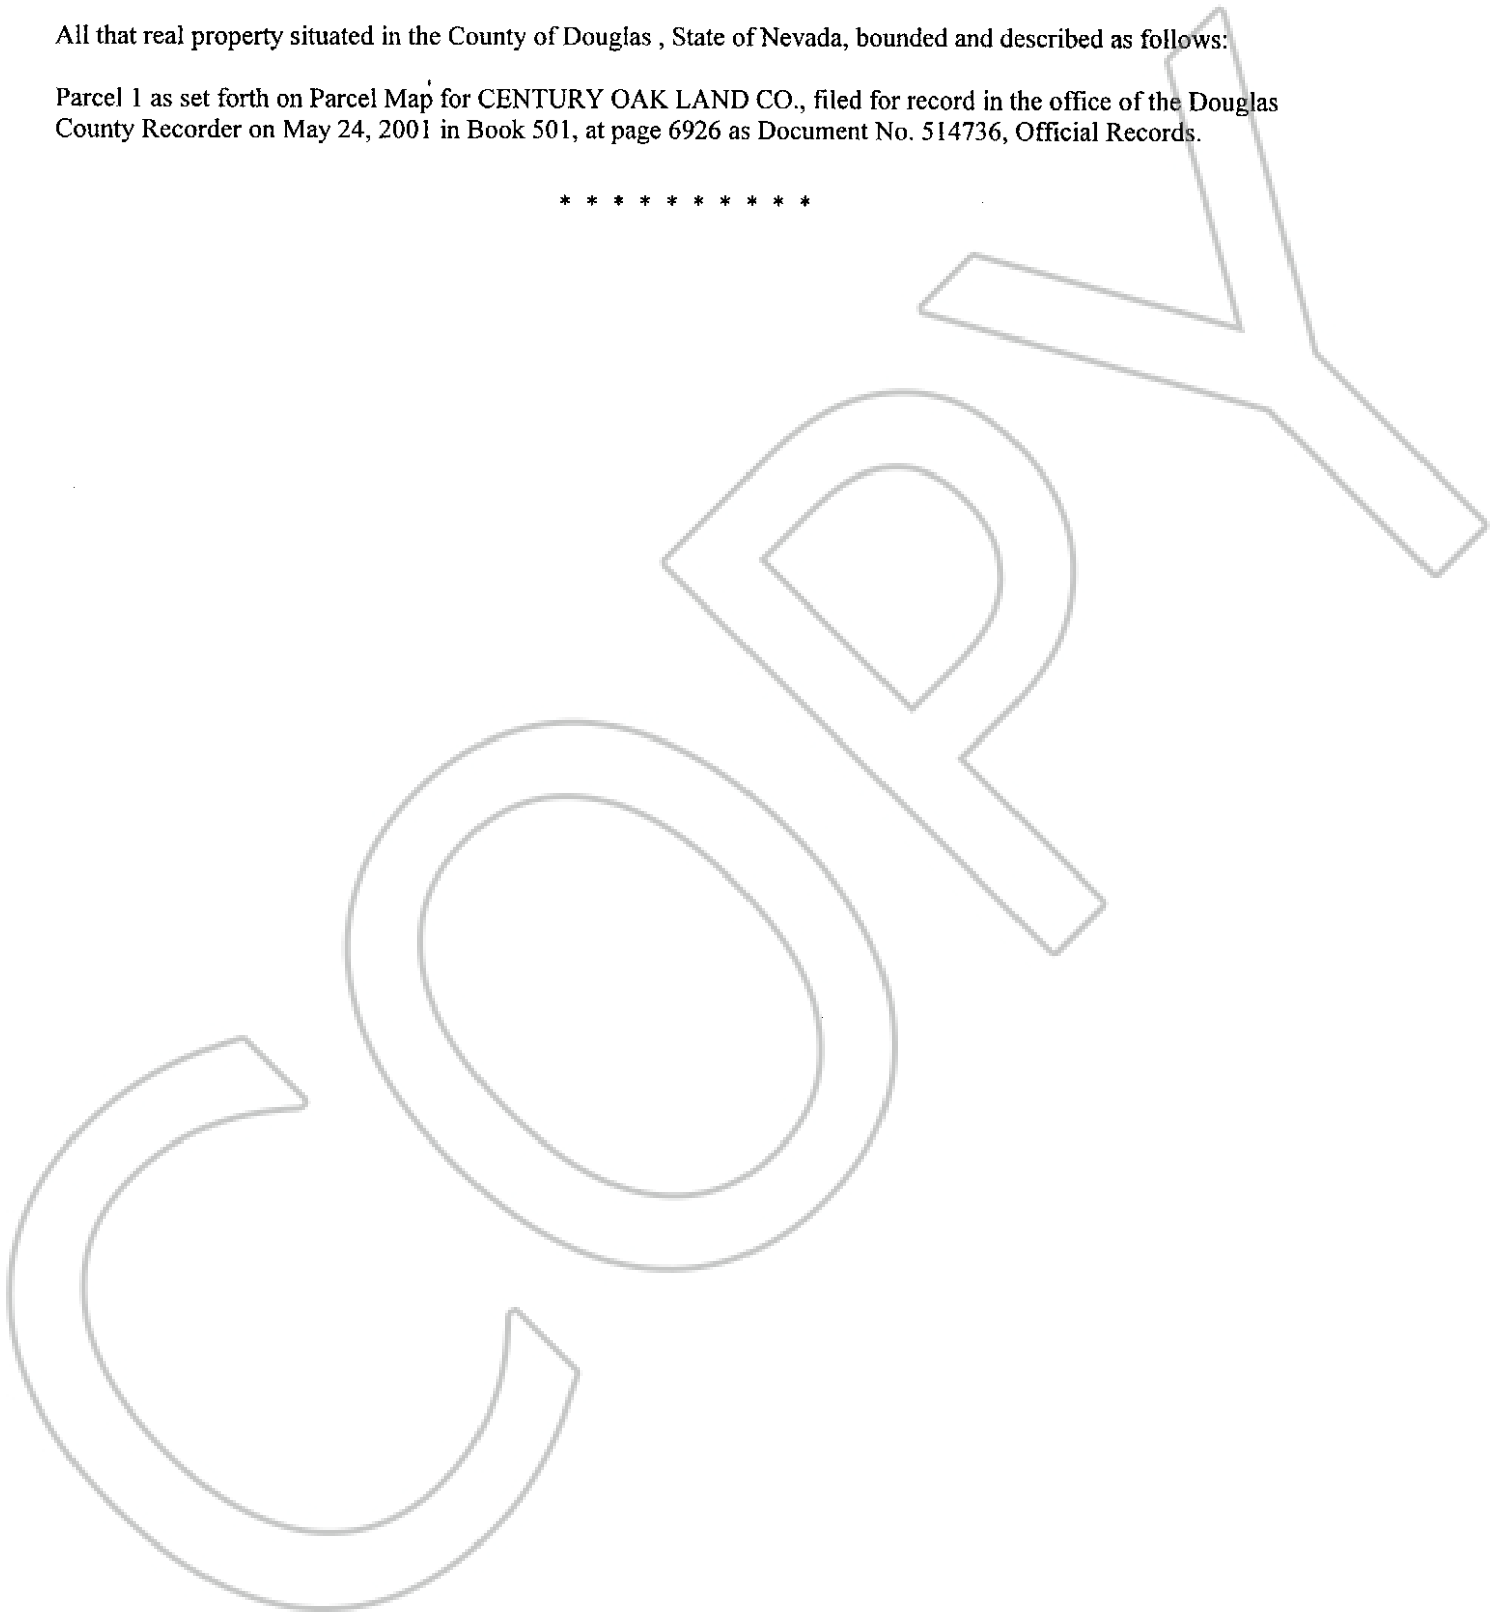 All that real property situated in the County of Douglas , State of Nevada, bounded and described as follows:
Parcel 1 as set forth on Parcel Map for CENTURY OAK LAND CO., filed for record in the office of the Douglas
County Recorder on May 24, 2001 in Book 501, at page 6926 as Document No. 514736, Official Records.
* * * * * * * * * *
COPY